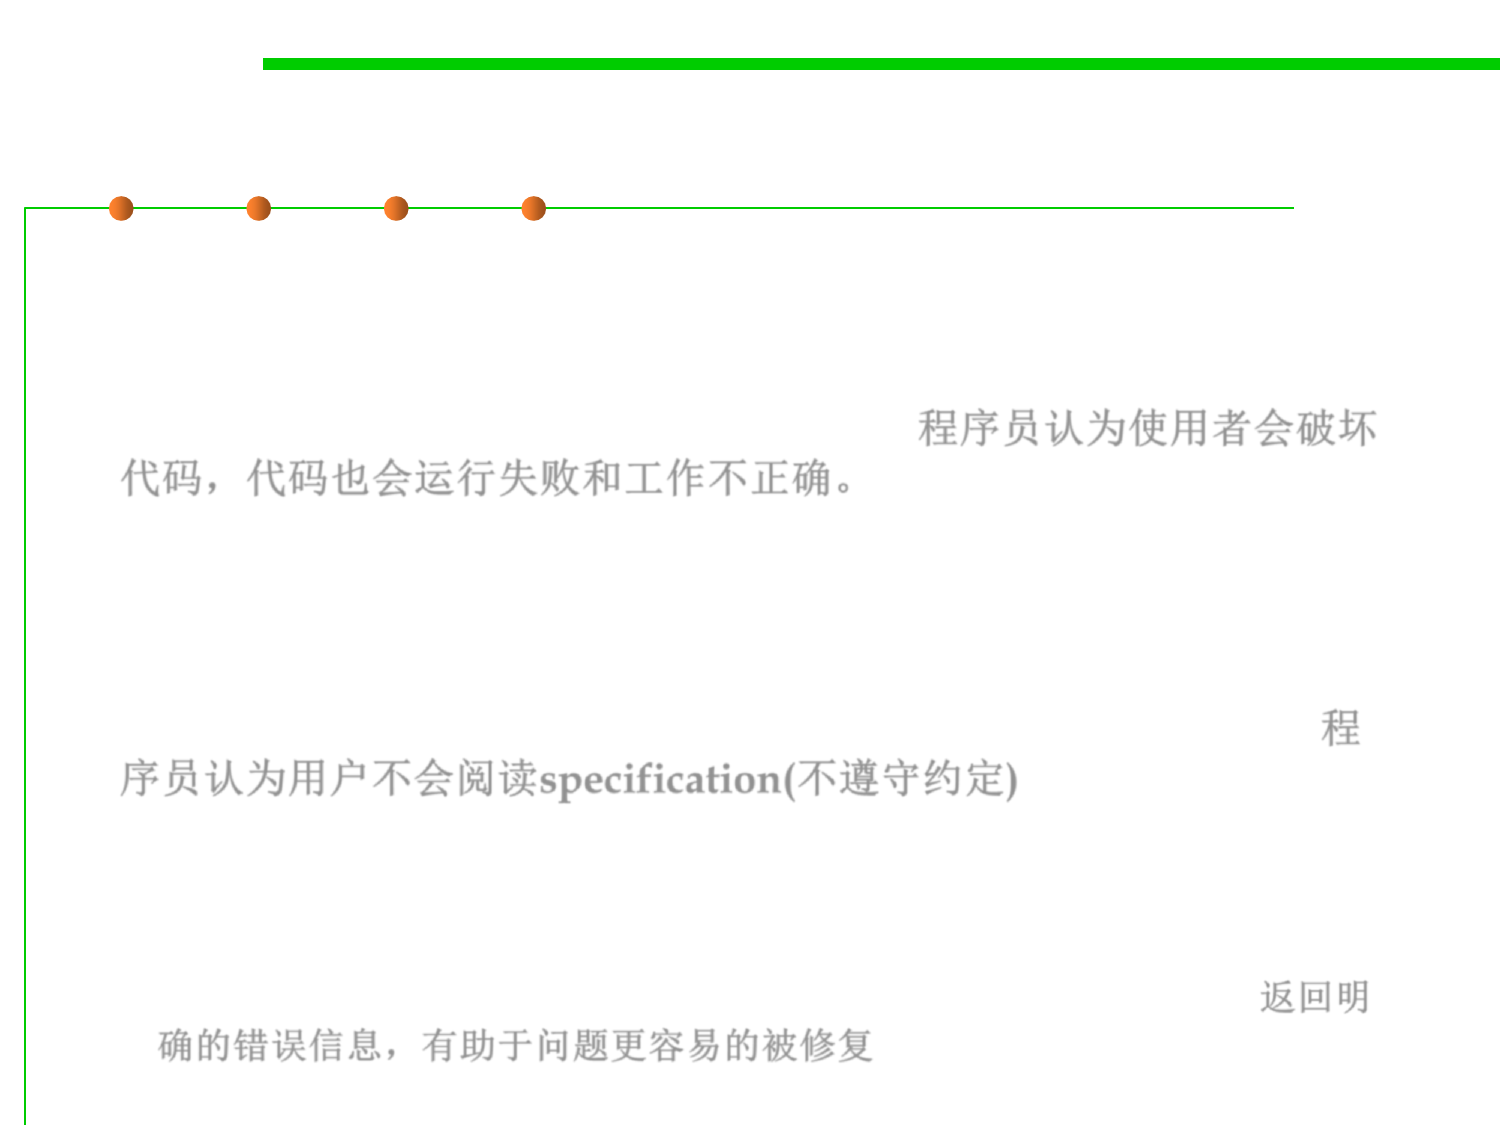 程序员认为使用者会破坏
代码，代码也会运行失败和工作不正确。
程
序员认为用户不会阅读specification(不遵守约定)
返回明
确的错误信息，有助于问题更容易的被修复